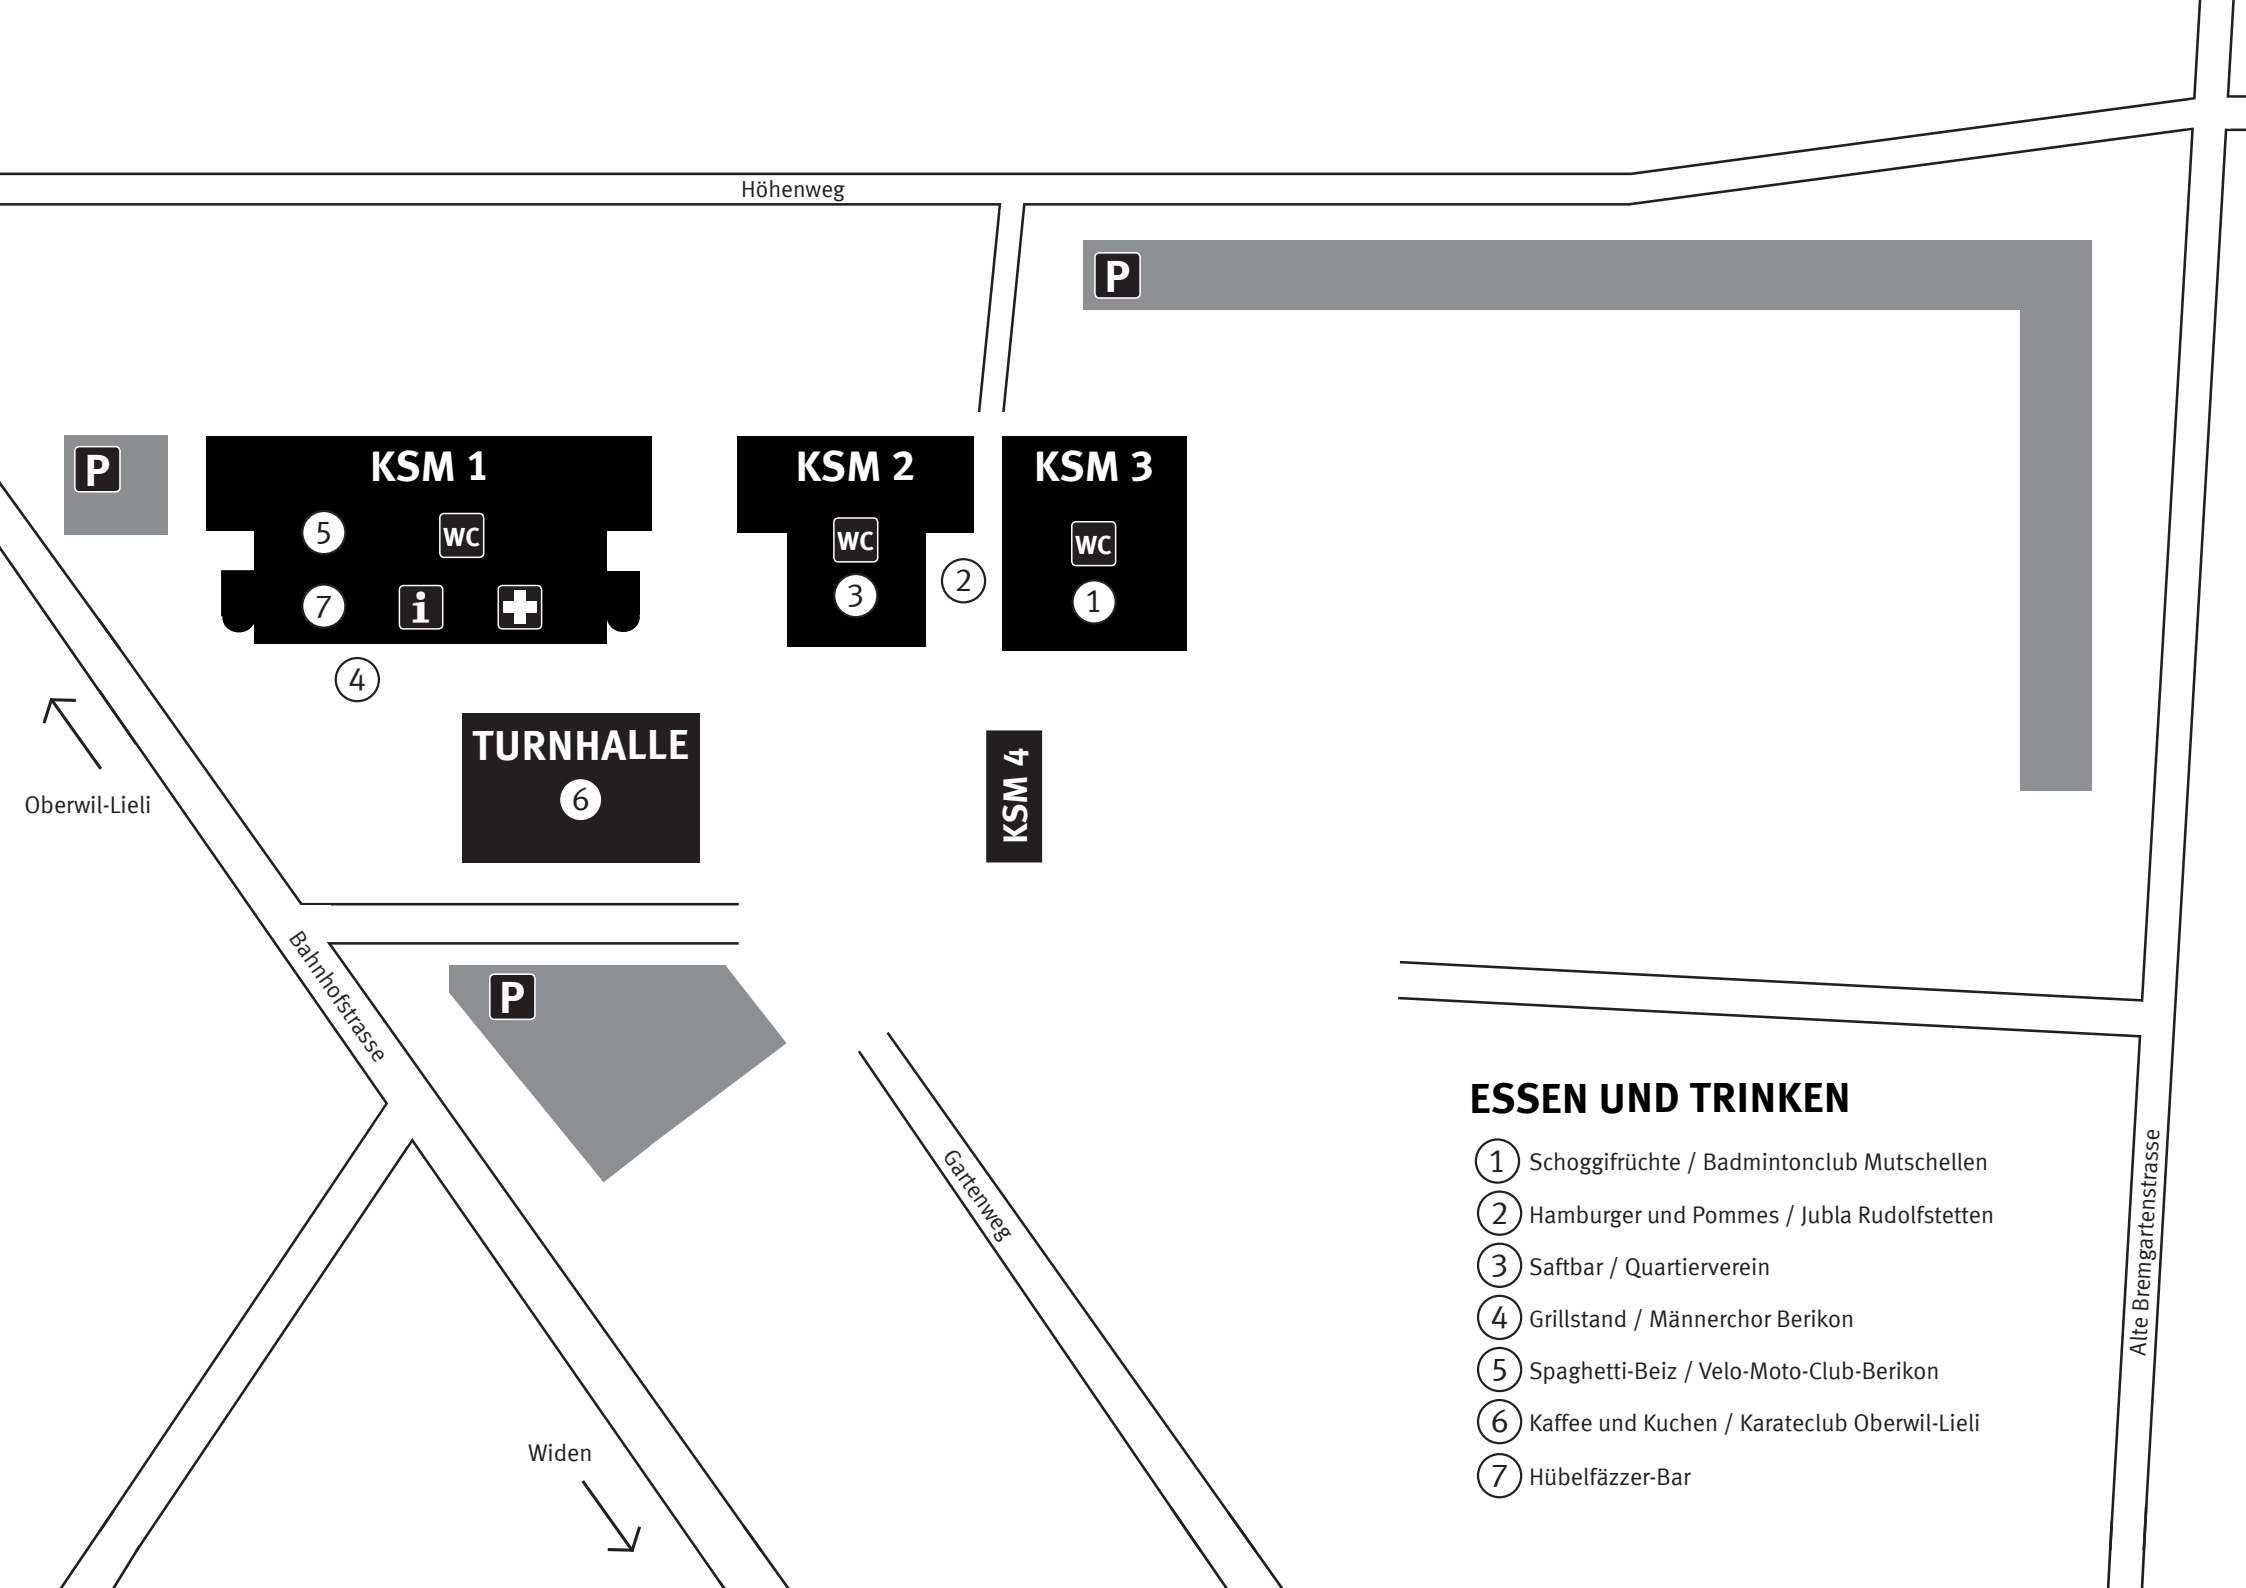 Höhenweg
P
P
KSM 1
KSM 2
KSM 3
5
WC
WC
WC
2
3
1
7
i
4
TURNHALLE
6
KSM 4
Oberwil-Lieli
Bahnhofstrasse
P
Gartenweg
Widen
Alte Bremgartenstrasse
ESSEN UND TRINKEN
1 Schoggifrüchte / Badmintonclub Mutschellen
2 Hamburger und Pommes / Jubla Rudolfstetten
3 Saftbar / Quartierverein
4 Grillstand / Männerchor Berikon
5 Spaghetti-Beiz / Velo-Moto-Club-Berikon
6 Kaffee und Kuchen / Karateclub Oberwil-Lieli
7 Hübelfäzzer-Bar